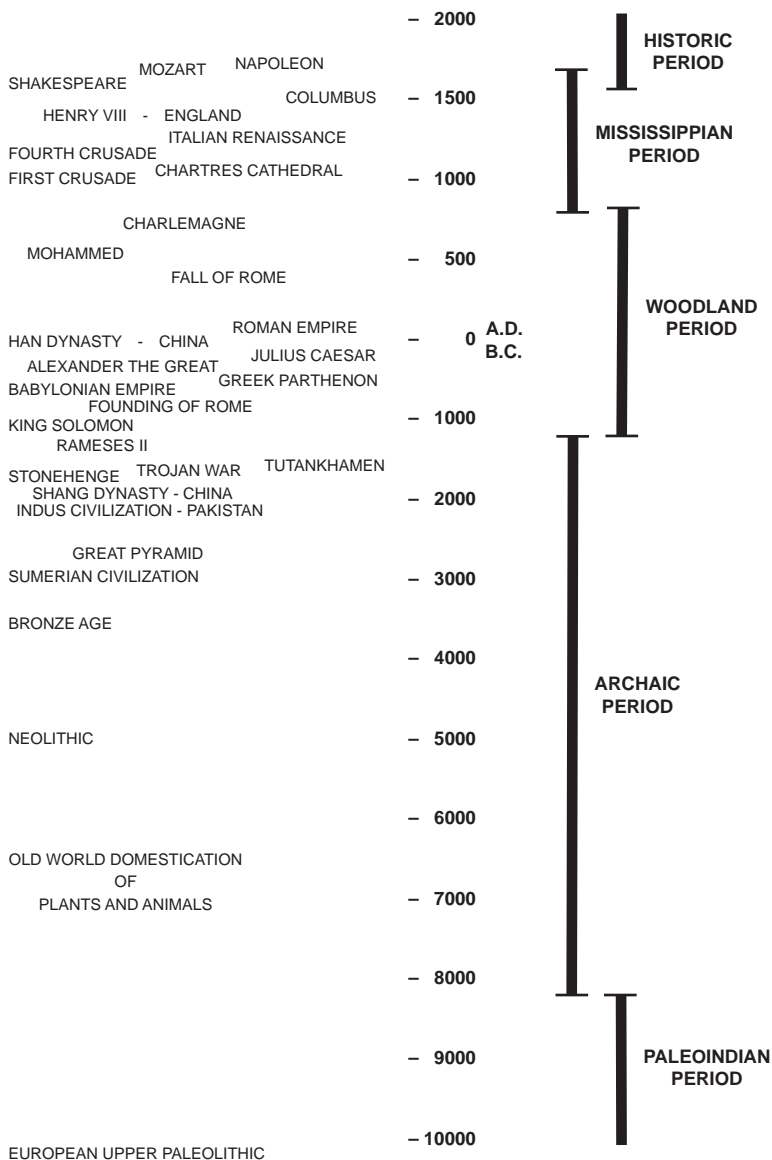 – 2000
HISTORIC
PERIOD
MOZART NAPOLEON
SHAKESPEARE
COLUMBUS – 1500
HENRY VIII - ENGLAND
ITALIAN RENAISSANCE
MISSISSIPPIAN
PERIOD
FOURTH CRUSADE
FIRST CRUSADE CHARTRES CATHEDRAL
– 1000
CHARLEMAGNE
MOHAMMED
– 500
FALL OF ROME
WOODLAND
PERIOD
ROMAN EMPIRE
HAN DYNASTY - CHINA
– 0 A.D.
B.C.
JULIUS CAESAR
ALEXANDER THE GREAT
GREEK PARTHENON
BABYLONIAN EMPIRE
FOUNDING OF ROME
– 1000
KING SOLOMON
RAMESES II
STONEHENGE TROJAN WAR TUTANKHAMEN
SHANG DYNASTY - CHINA
– 2000
INDUS CIVILIZATION - PAKISTAN
GREAT PYRAMID
SUMERIAN CIVILIZATION – 3000
BRONZE AGE
– 4000
ARCHAIC
PERIOD
NEOLITHIC – 5000
– 6000
OLD WORLD DOMESTICATION
OF
PLANTS AND ANIMALS
– 7000
– 8000
– 9000
PALEOINDIAN
PERIOD
– 10000
EUROPEAN UPPER PALEOLITHIC